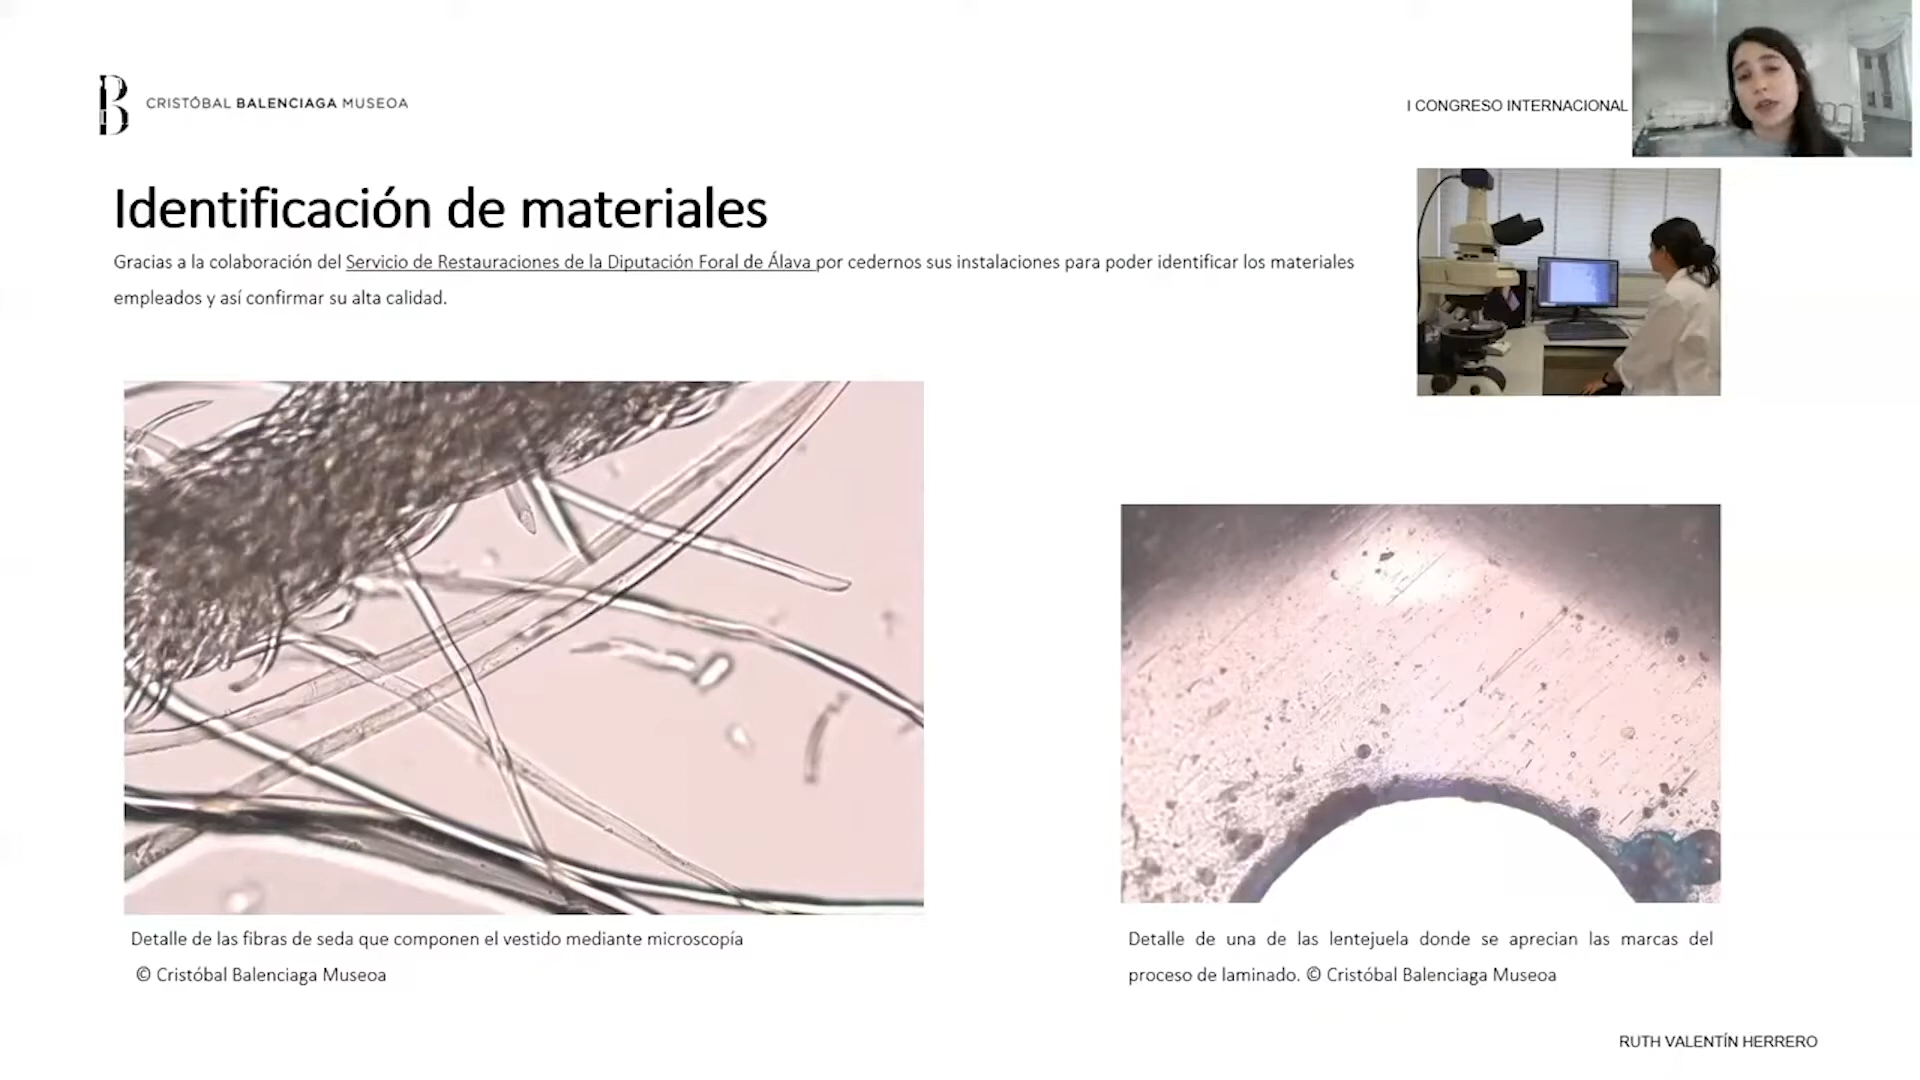 CRISTÓBAL BALENCIAGA MUSEOA
I CONGRESO INTERNACIONAL
Identificación de materiales
Gracias a la colaboración del Servicio de Restauraciones de la Diputación Foral de Álava por cedernos sus instalaciones para poder identificar los materiales
empleados y así confirmar su alta calidad.
Detalle de las fibras de seda que componen el vestido mediante microscopía
© Cristóbal Balenciaga Museoa
Detalle de una de las lentejuela donde se aprecian las marcas del
proceso de laminado. © Cristóbal Balenciaga Museoa
RUTH VALENTÍN HERRERO